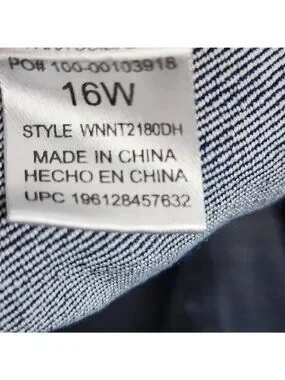 PO# 100-00103918
16W
STYLE WNNT2180DH
MADE IN CHINA
HECHO EN CHINA
UPC 196128457632